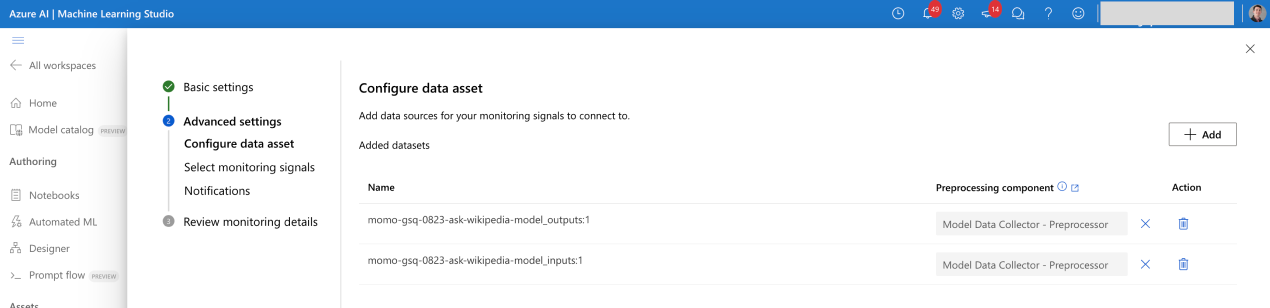 Azure AI | Machine Learning Studio
49
14
All workspaces
Home
Model catalog PREVIEW
Authoring
Notebooks
Automated ML
Designer
Prompt flow PREVIEW
Assets
Basic settings
2 Advanced settings
Configure data asset
Select monitoring signals
Notifications
3 Review monitoring details
Configure data asset
Add data sources for your monitoring signals to connect to.
Added datasets
Add
Name Preprocessing component Action
momo-gsq-0823-ask-wikipedia-model_outputs:1 Model Data Collector - Preprocessor
momo-gsq-0823-ask-wikipedia-model_inputs:1 Model Data Collector - Preprocessor